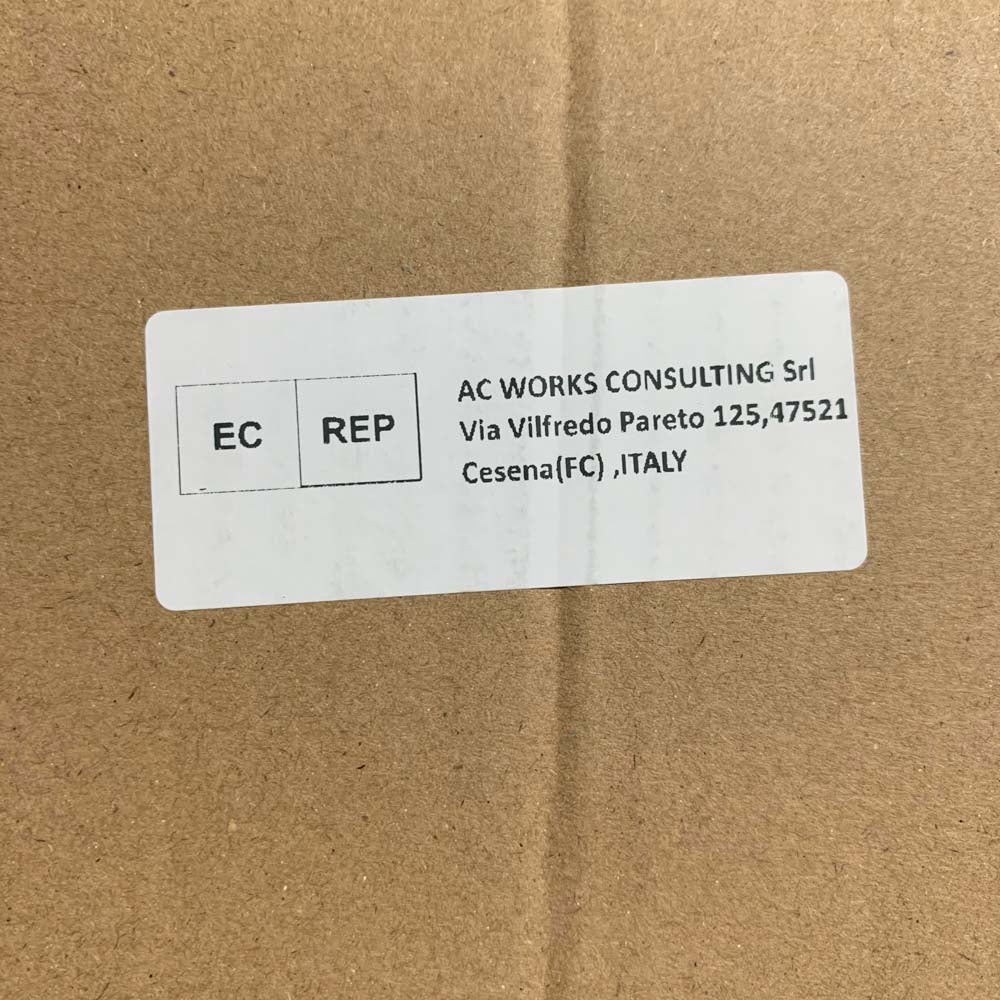 EC REP
AC WORKS CONSULTING Srl
Via Vilfredo Pareto 125,47521
Cesena(FC) ,ITALY